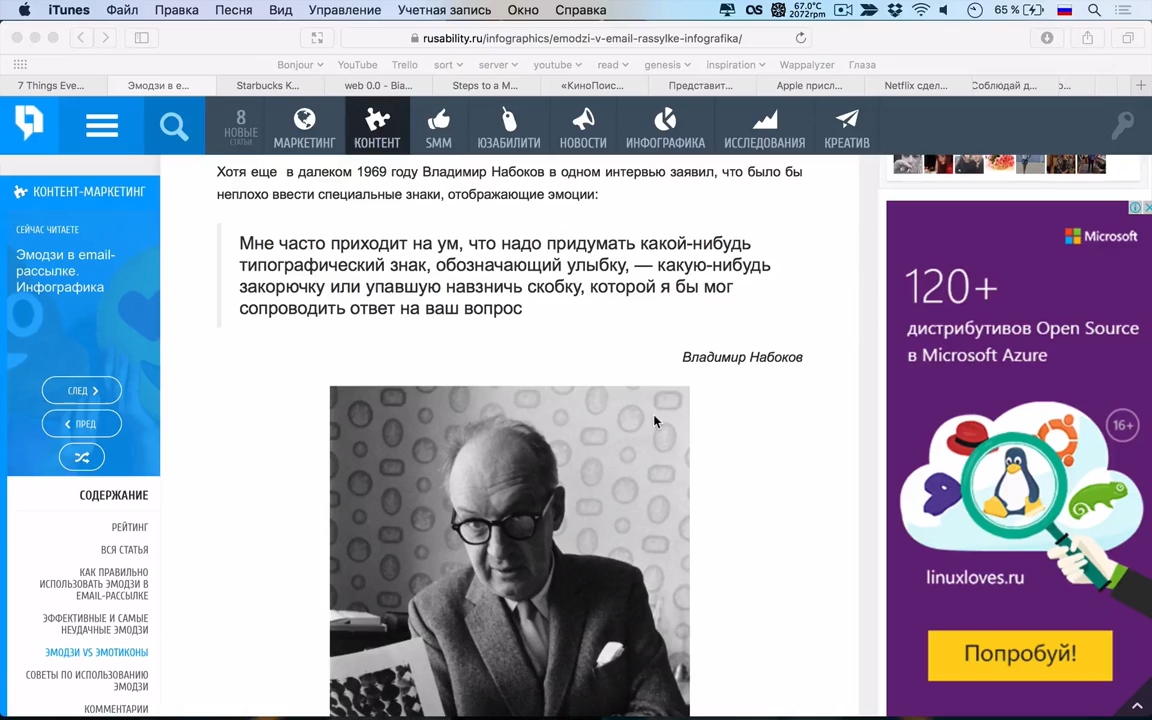 iTunes Файл Правка Песня Вид Управление Учетная запись Окно Справка
67.0°C
2072rpm
65 %
rusability.ru/infographics/emodzi-v-email-rassylke-infografika/
Bonjour YouTube Trello sort server youtube read genesis inspiration Wappalyzer Глаза
7 Things Eve... Эмодзи в e... Starbucks K... web 0.0 - Bia... Steps to a M... «КиноПоис... Представит... Apple присл... Netflix сдел... Соблюдай д... о...
8
НОВЫЕ
СТАТЬИ
МАРКЕТИНГ КОНТЕНТ SMM ЮЗАБИЛИТИ НОВОСТИ ИНФОГРАФИКА ИССЛЕДОВАНИЯ КРЕАТИВ
КОНТЕНТ-МАРКЕТИНГ
СЕЙЧАС ЧИТАЕТЕ
Эмодзи в email-
рассылке.
Инфографика
СЛЕД
ПРЕД
СОДЕРЖАНИЕ
РЕЙТИНГ
ВСЯ СТАТЬЯ
КАК ПРАВИЛЬНО
ИСПОЛЬЗОВАТЬ ЭМОДЗИ В
EMAIL-РАССЫЛКЕ
ЭФФЕКТИВНЫЕ И САМЫЕ
НЕУДАЧНЫЕ ЭМОДЗИ
ЭМОДЗИ VS ЭМОТИКОНЫ
СОВЕТЫ ПО ИСПОЛЬЗОВАНИЮ
ЭМОДЗИ
КОММЕНТАРИИ
Хотя еще в далеком 1969 году Владимир Набоков в одном интервью заявил, что было бы
неплохо ввести специальные знаки, отображающие эмоции:
Мне часто приходит на ум, что надо придумать какой-нибудь
типографический знак, обозначающий улыбку, — какую-нибудь
закорючку или упавшую навзничь скобку, которой я бы мог
сопроводить ответ на ваш вопрос
Владимир Набоков
Microsoft
120+
дистрибутивов Open Source
в Microsoft Azure
16+
linuxloves.ru
Попробуй!